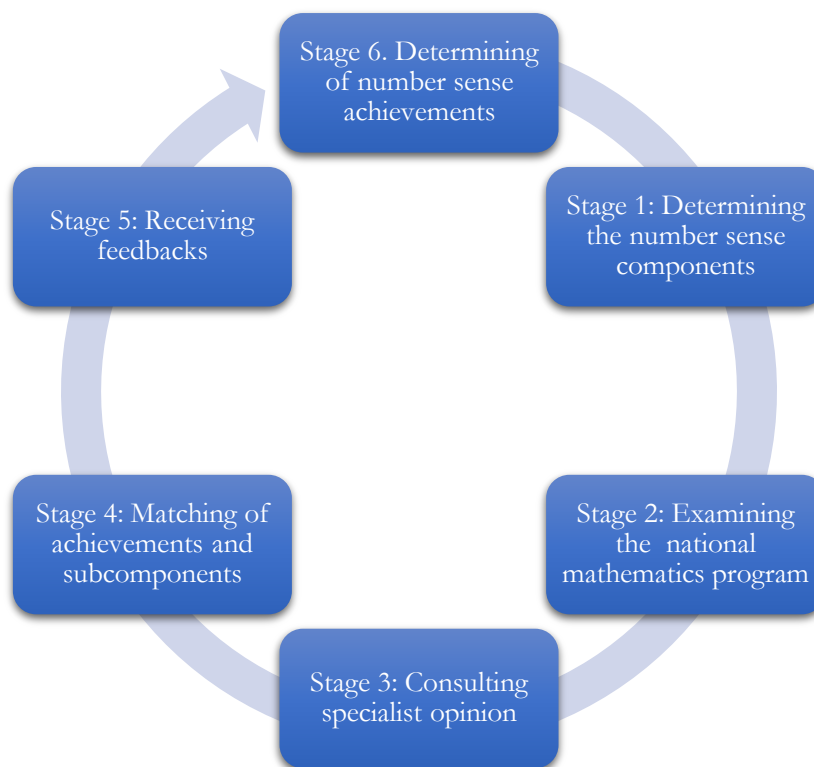 Stage 6. Determining
of number sense
achievements
Stage 1: Determining
the number sense
components
Stage 2: Examining
the national
mathematics program
Stage 3: Consulting
specialist opinion
Stage 4: Matching of
achievements and
subcomponents
Stage 5: Receiving
feedbacks